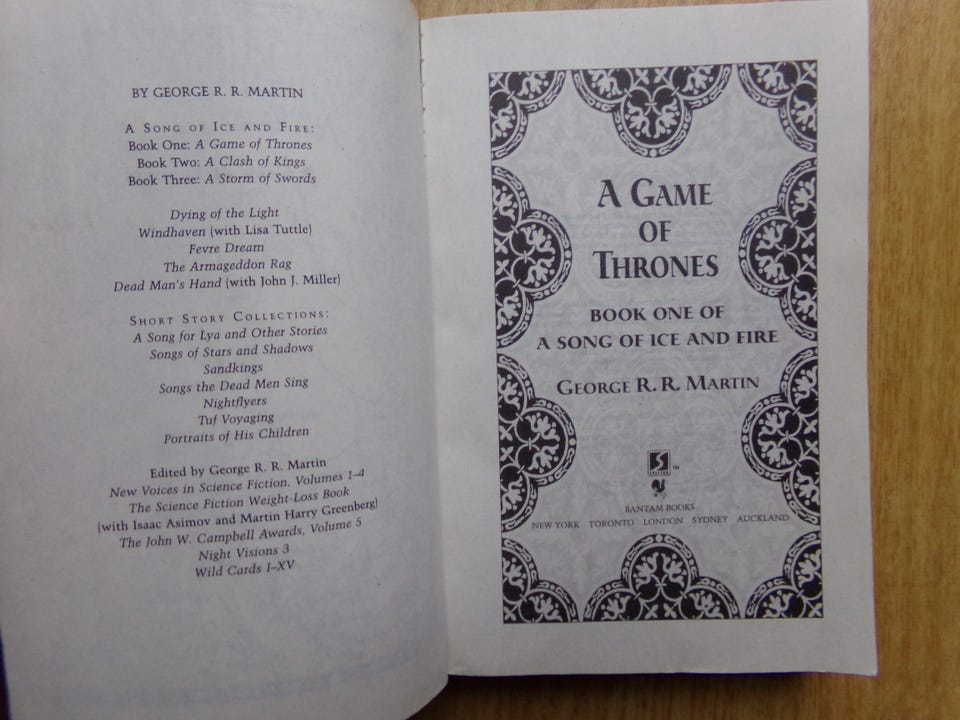 BY GEORGE R. R. MARTIN
A SONG OF ICE AND FIRE:
Book One: A Game of Thrones
Book Two: A Clash of Kings
Book Three: A Storm of Swords
Dying of the Light
Windhaven (with Lisa Tuttle)
Fevre Dream
The Armageddon Rag
Dead Man's Hand (with John J. Miller)
SHORT STORY COLLECTIONS:
A Song for Lya and Other Stories
Songs of Stars and Shadows
Sandkings
Songs the Dead Men Sing
Nightflyers
Tuf Voyaging
Portraits of His Children
Edited by George R. R. Martin
New Voices in Science Fiction, Volumes 1–4
The Science Fiction Weight-Loss Book
(with Isaac Asimov and Martin Harry Greenberg)
The John W. Campbell Awards, Volume 5
Night Visions 3
Wild Cards I–XV
A GAME
OF
THRONES
BOOK ONE OF
A SONG OF ICE AND FIRE
GEORGE R. R. MARTIN
SPECTRA ™
BANTAM BOOKS
NEW YORK TORONTO LONDON SYDNEY AUCKLAND